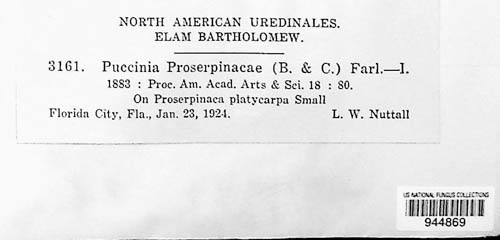 NORTH AMERICAN UREDINALES.
ELAM BARTHOLOMEW.
3161. Puccinia Proserpinacae (B. & C.) Farl.—I.
1883 : Proc. Am. Acad. Arts & Sci. 18 : 80.
On Proserpinaca platycarpa Small
Florida City, Fla., Jan. 23, 1924. L. W. Nuttall
US NATIONAL FUNGUS COLLECTIONS
944869